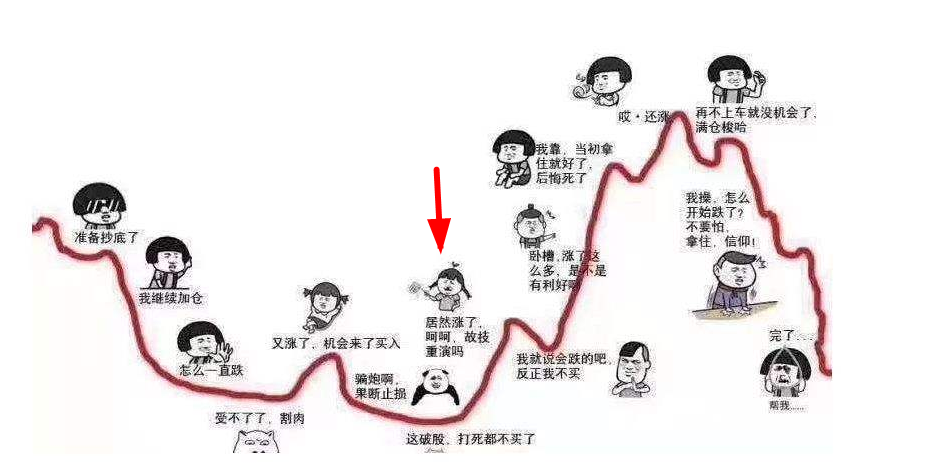 准备抄底了
我继续加仓
怎么一直跌
受不了了，割肉
又涨了，机会来了买入
骗炮啊，
果断止损
这破股，打死都不买了
居然涨了，
呵呵，故技
重演吗
我就说会跌的吧，
反正我不买
卧槽，涨了这
么多，是不是
有利好啊
我靠，当初拿
住就好了，
后悔死了
哎·还涨
再不上车就没机会了，
满仓梭哈
我操，怎么
开始跌了？
不要怕，
拿住，信仰！
完了...
帮我......